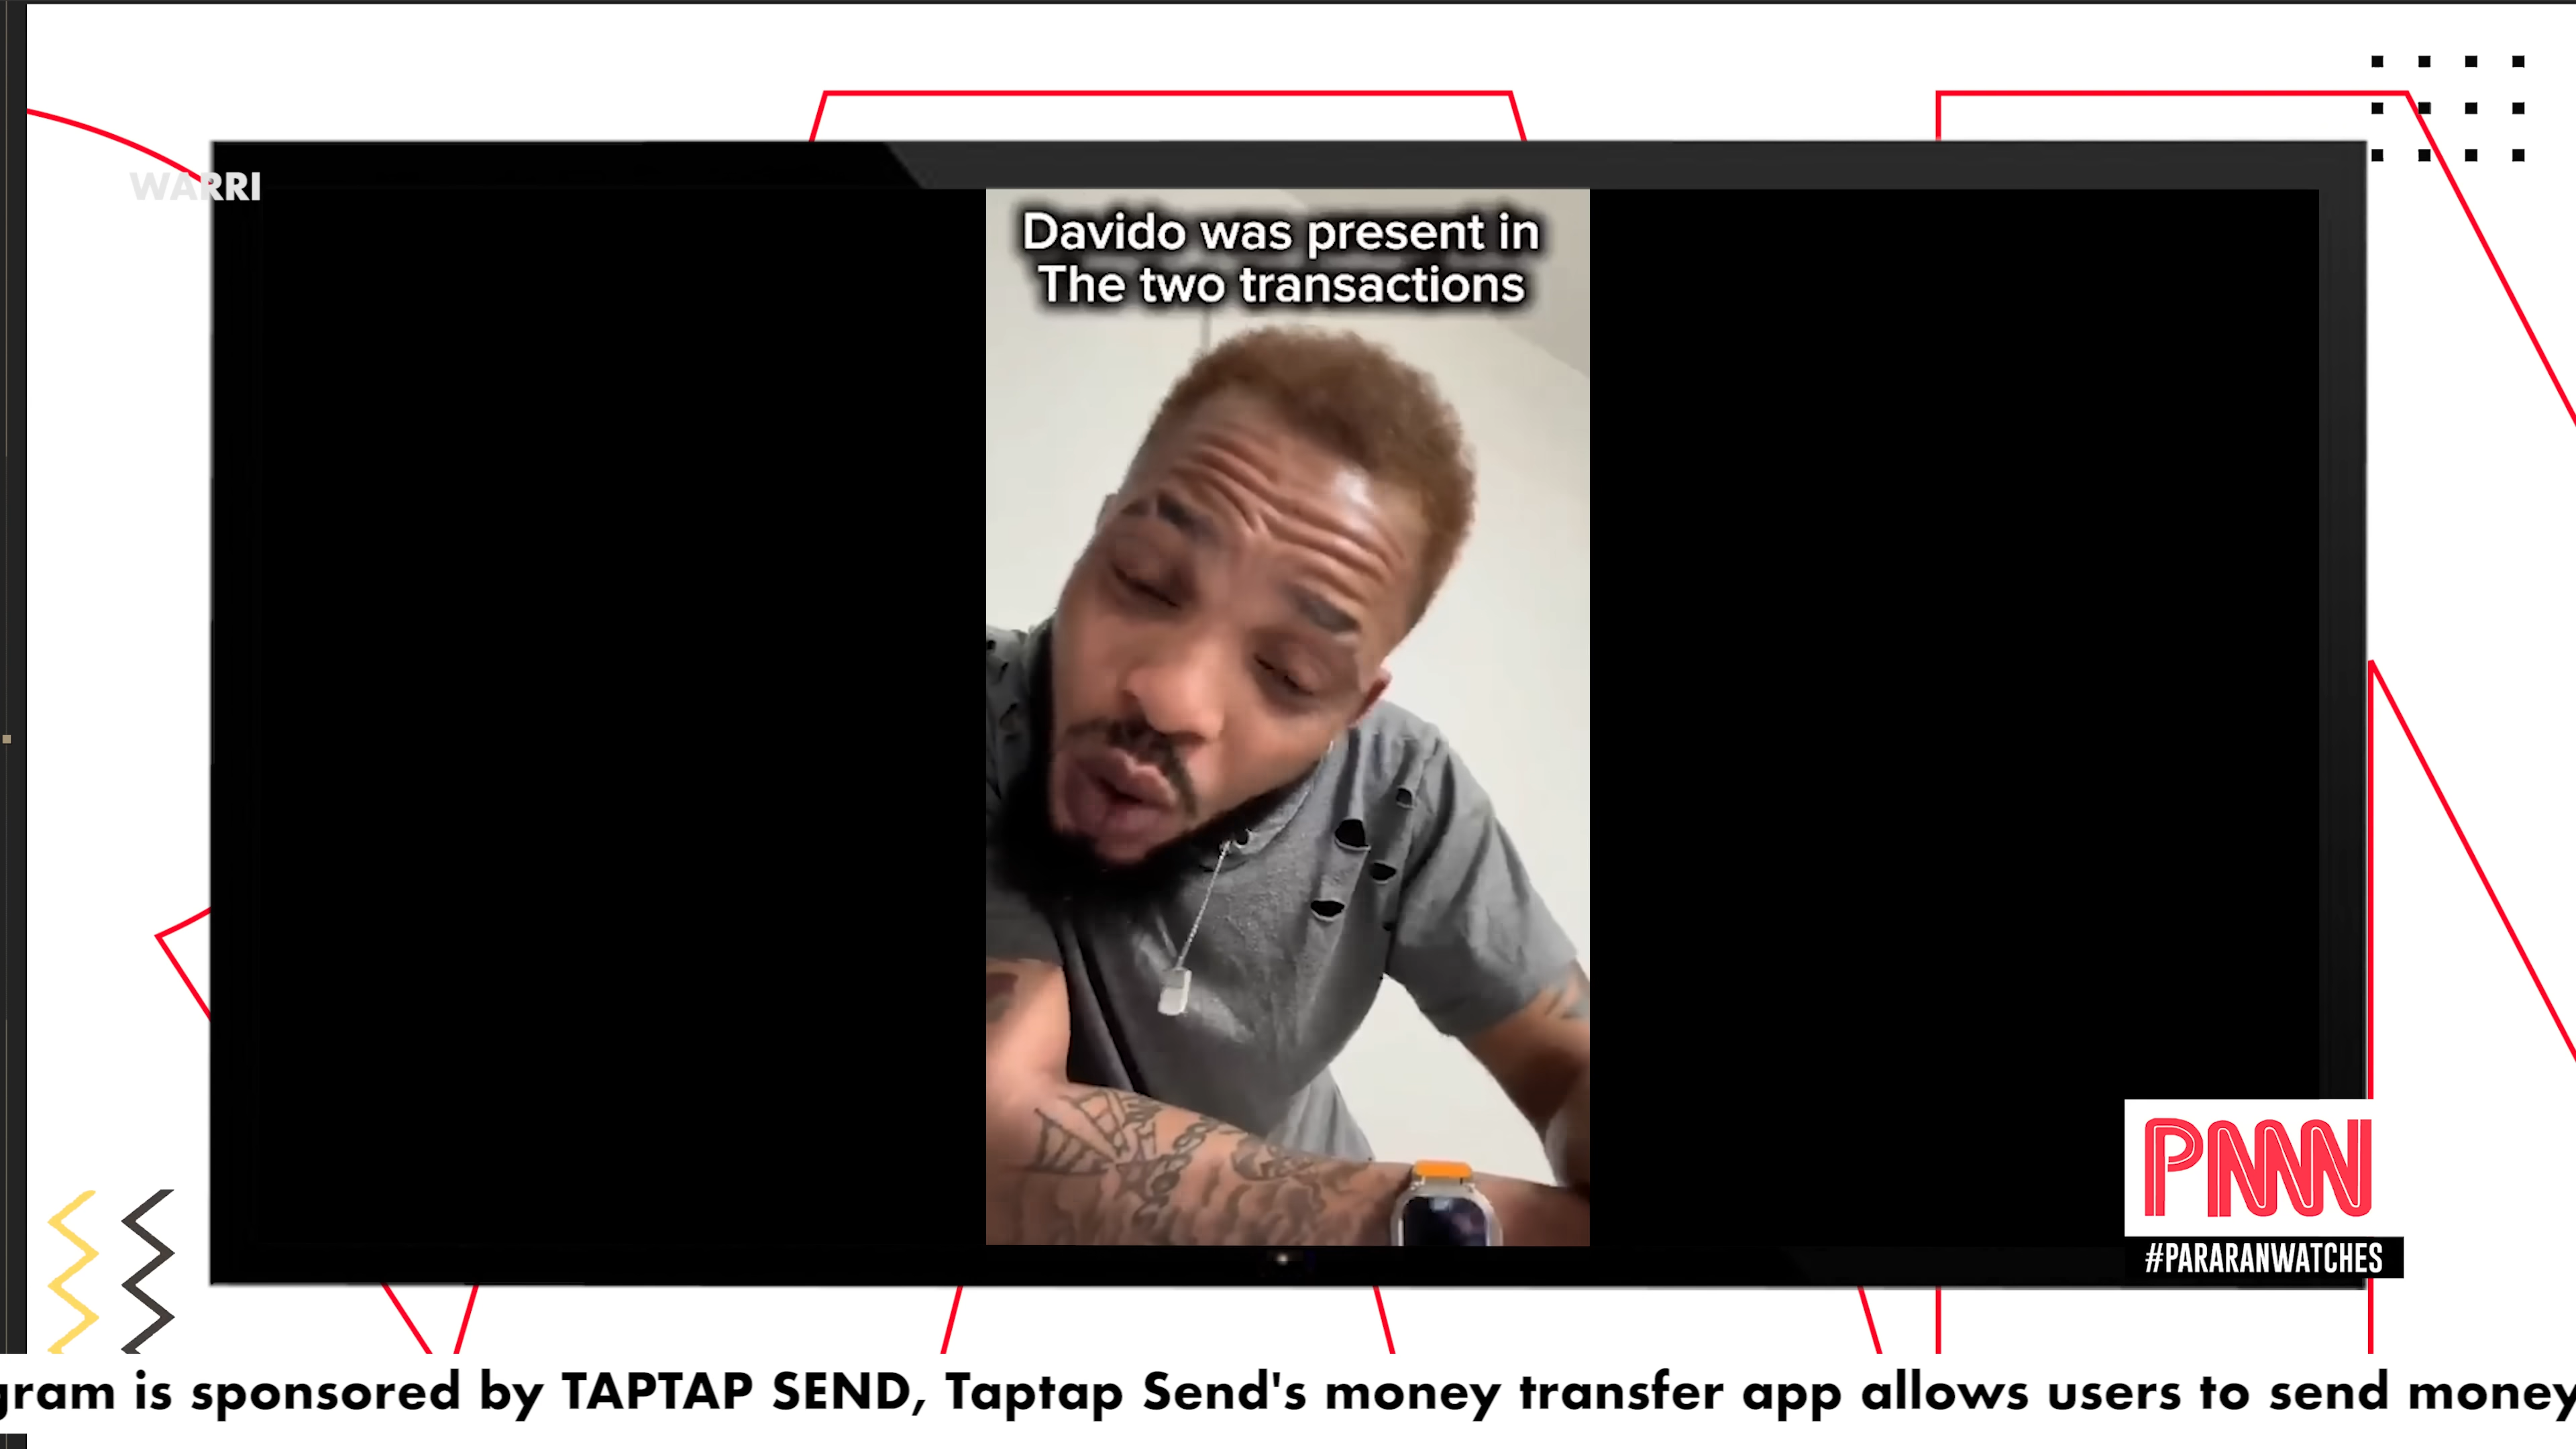 WARRI
Davido was present in
The two transactions
PNN
#PARARANWATCHES
gram is sponsored by TAPTAP SEND, Taptap Send's money transfer app allows users to send money